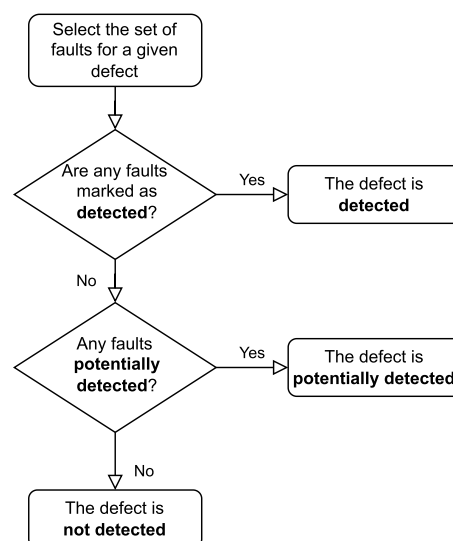 Select the set of
faults for a given
defect
Are any faults
marked as
detected?
Yes
The defect is
detected
No
Any faults
potentially
detected?
Yes
The defect is
potentially detected
No
The defect is
not detected